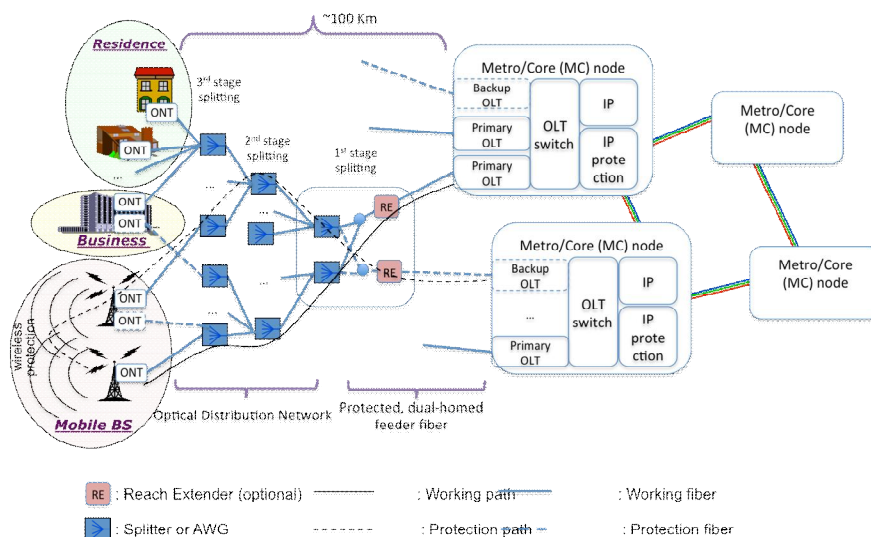 ~100 Km
Residence
3rd stage
splitting
2nd stage
splitting
1st stage
splitting
ONT
ONT
...
...
...
...
...
Business
ONT
ONT
Mobile BS
wireless
protection
ONT
ONT
ONT
RE
RE
Metro/Core (MC) node
Backup
OLT
Primary
OLT
Primary
OLT
OLT
switch
IP
IP
prote
ction
Metro/Core (MC) node
Backup
OLT
...
Primary
OLT
OLT
switch
IP
IP
prote
ction
Metro/Core
(MC) node
Metro/Core
(MC) node
Optical Distribution Network
Protected, dual-homed
feeder fiber
RE : Reach Extender (optional) : Working path : Working fiber
: Splitter or AWG : Protection path : Protection fiber